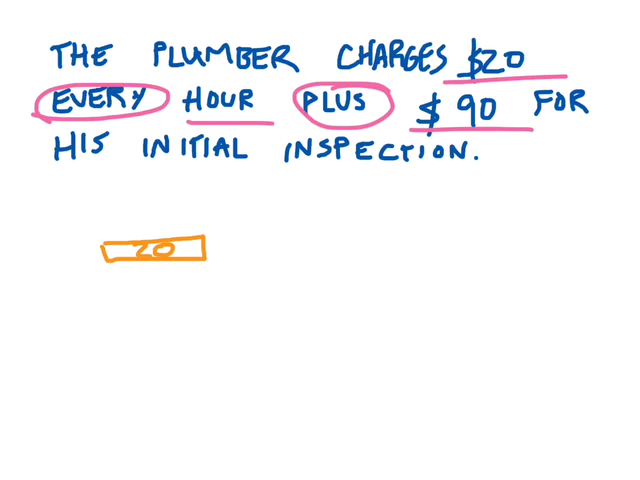 THE PLUMBER CHARGES $20
EVERY HOUR PLUS $90 FOR
HIS INITIAL INSPECTION.
20